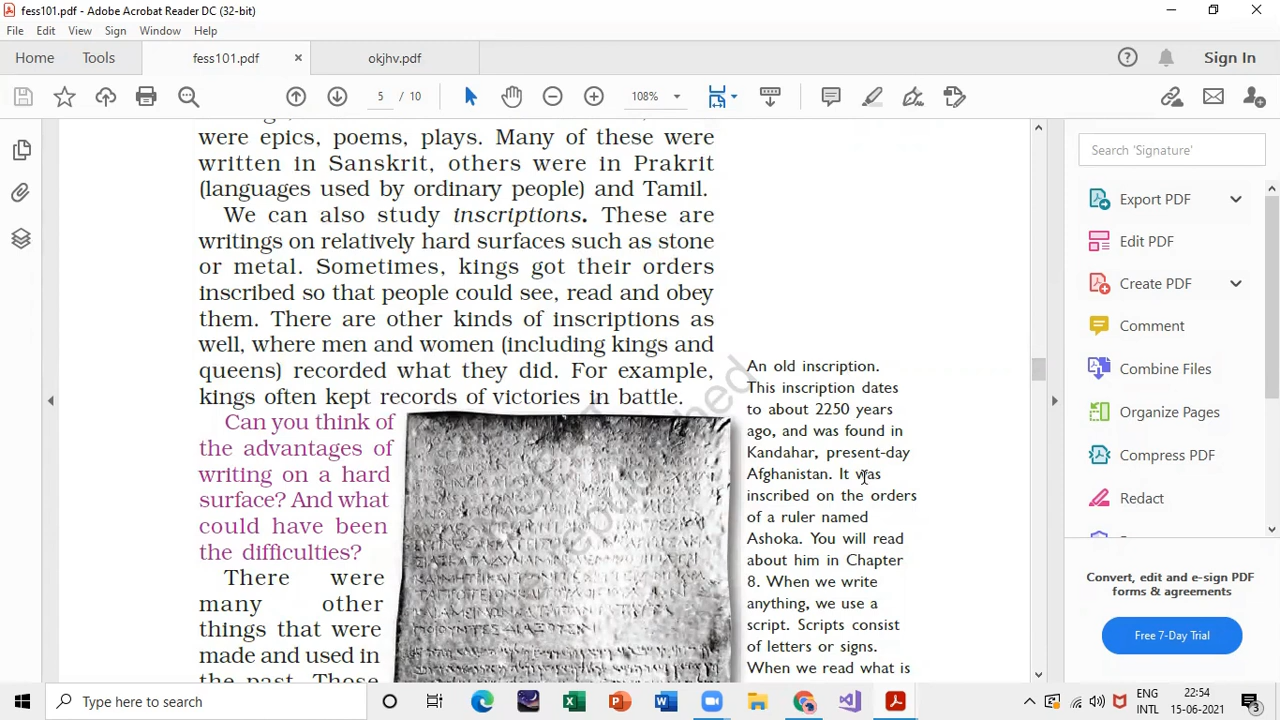 fess101.pdf - Adobe Acrobat Reader DC (32-bit)
File Edit View Sign Window Help
Home Tools fess101.pdf × okjhv.pdf Sign In
5 / 10 108%
were epics, poems, plays. Many of these were
written in Sanskrit, others were in Prakrit
(languages used by ordinary people) and Tamil.
We can also study inscriptions. These are
writings on relatively hard surfaces such as stone
or metal. Sometimes, kings got their orders
inscribed so that people could see, read and obey
them. There are other kinds of inscriptions as
well, where men and women (including kings and
queens) recorded what they did. For example,
kings often kept records of victories in battle.
Can you think of
the advantages of
writing on a hard
surface? And what
could have been
the difficulties?
There were
many other
things that were
made and used in
the past. Those
An old inscription.
This inscription dates
to about 2250 years
ago, and was found in
Kandahar, present-day
Afghanistan. It was
inscribed on the orders
of a ruler named
Ashoka. You will read
about him in Chapter
8. When we write
anything, we use a
script. Scripts consist
of letters or signs.
When we read what is
Search 'Signature'
Export PDF
Edit PDF
Create PDF
Comment
Combine Files
Organize Pages
Compress PDF
Redact
Convert, edit and e-sign PDF
forms & agreements
Free 7-Day Trial
Type here to search
ENG
INTL
22:54
15-06-2021
3